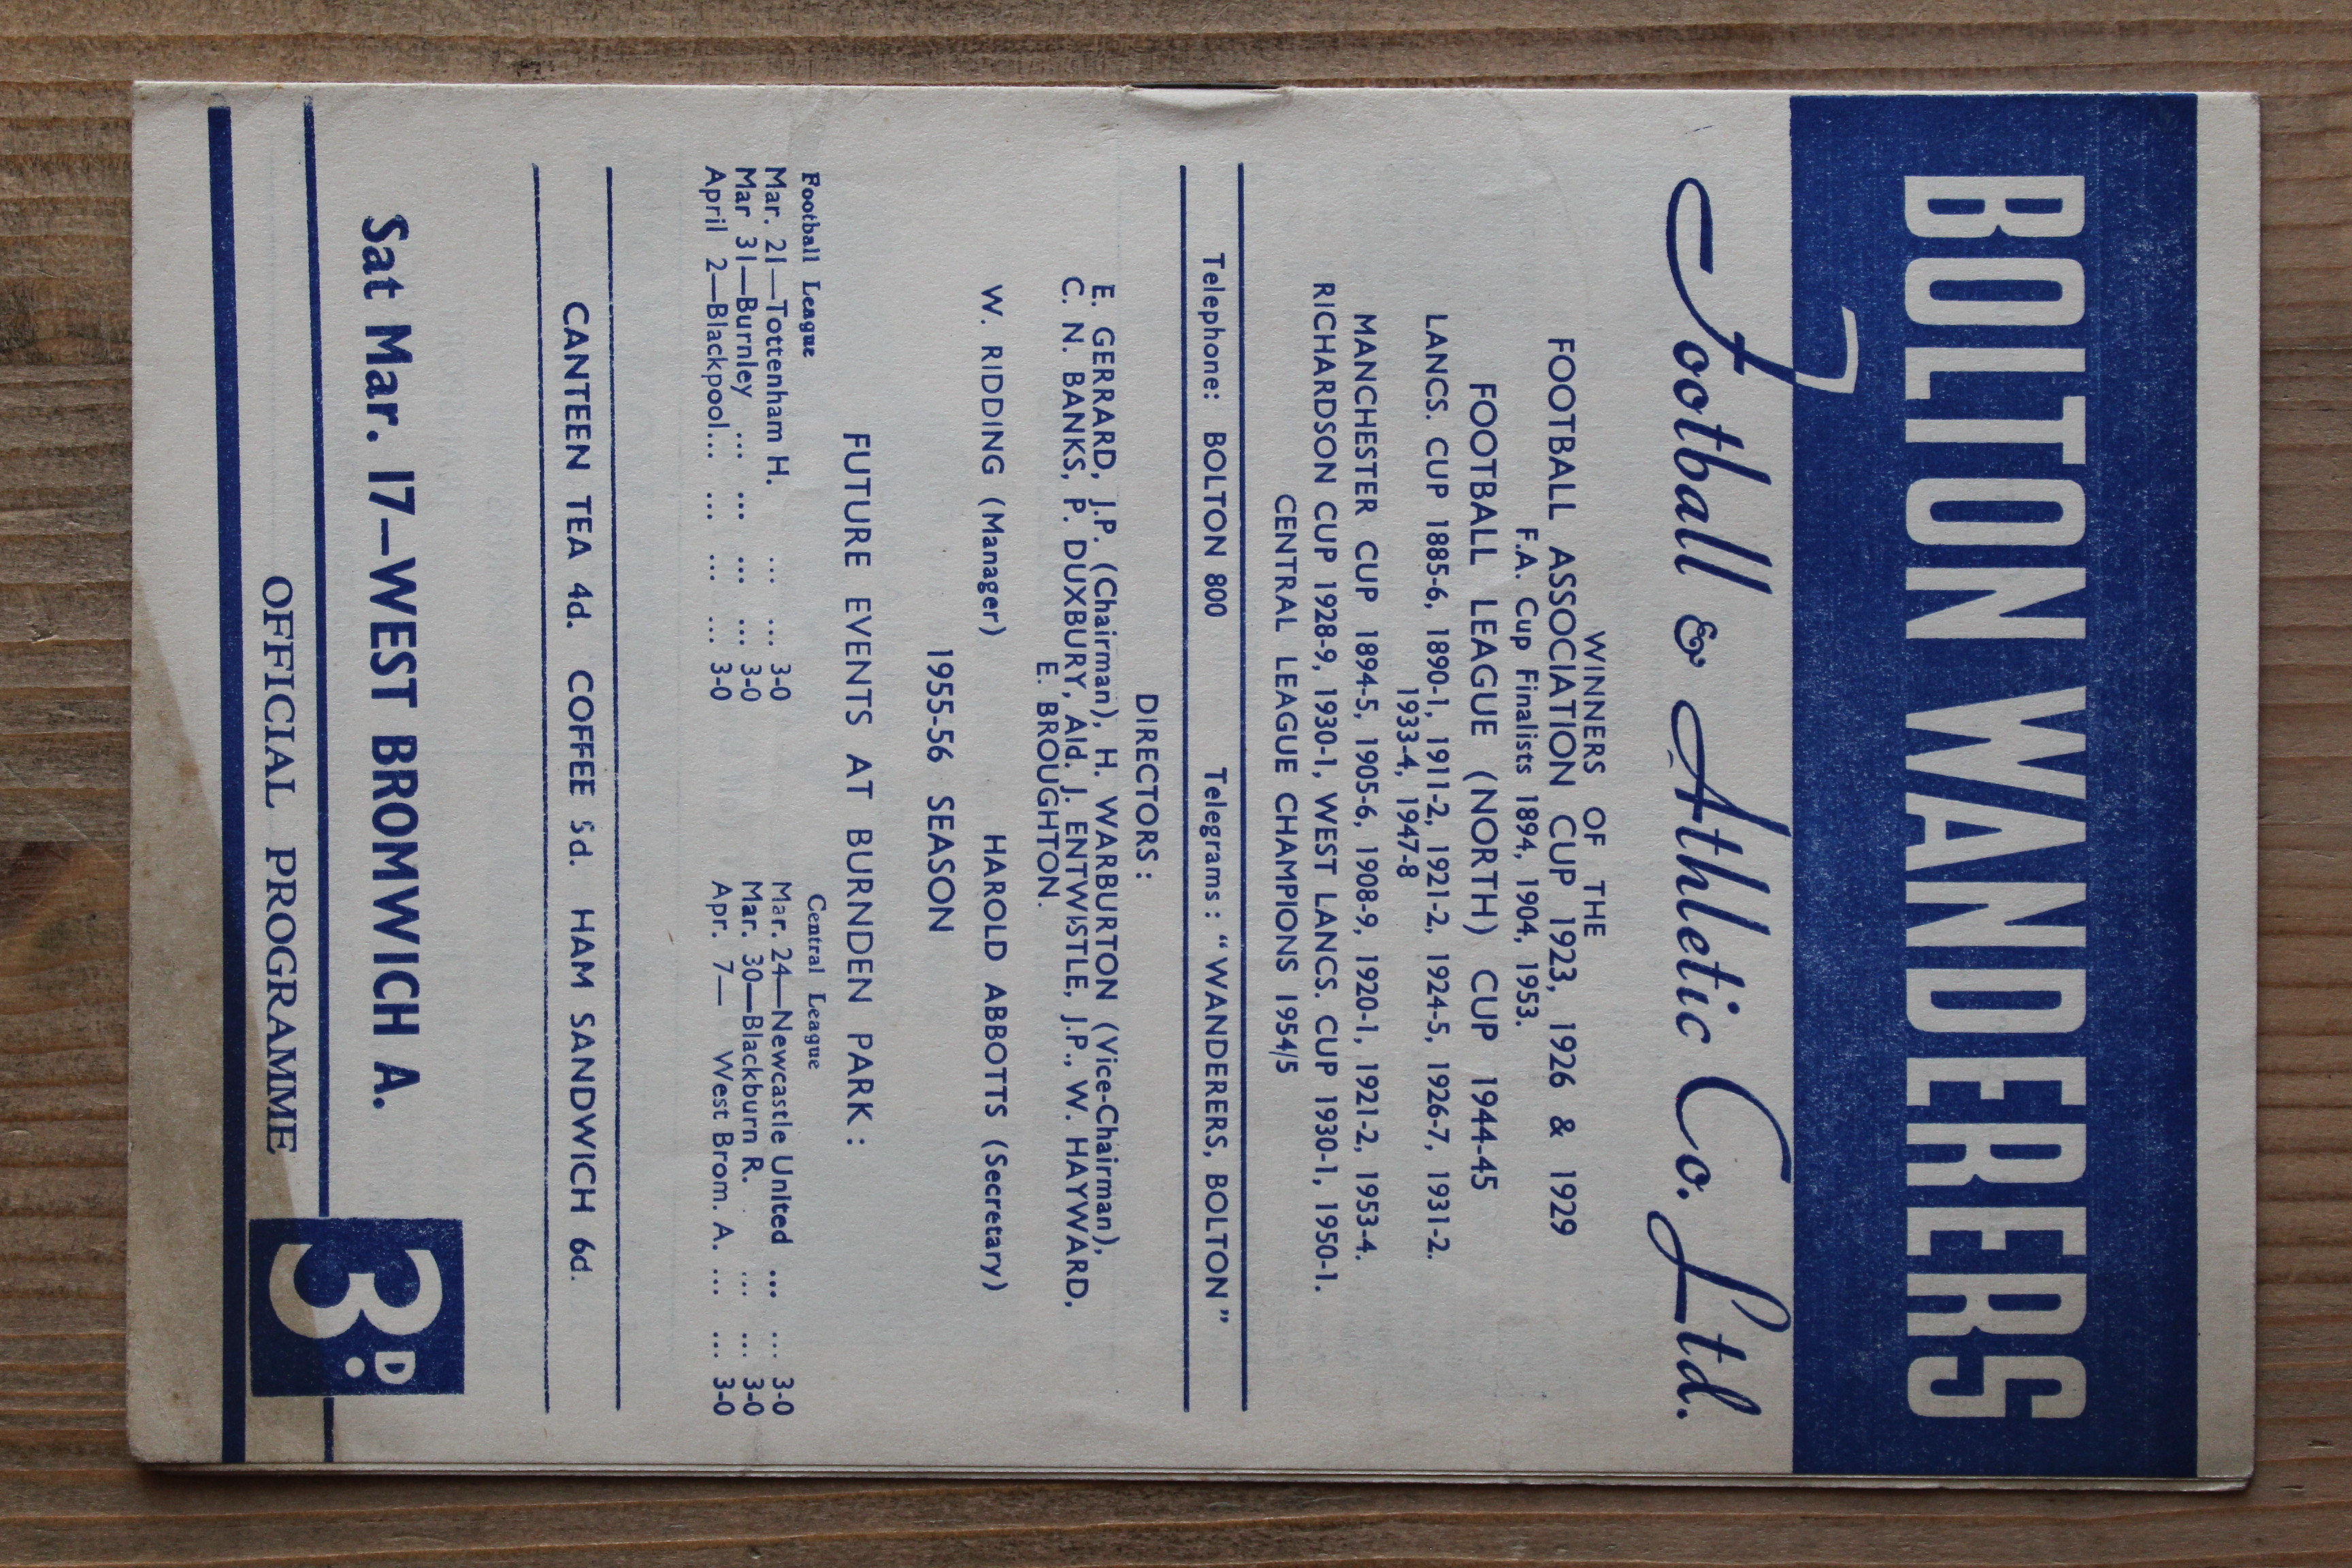 BOLTON WANDERERS
Football & Athletic Co. Ltd.
WINNERS OF THE
FOOTBALL ASSOCIATION CUP 1923, 1926 & 1929
F.A. Cup Finalists 1894, 1904, 1953.
FOOTBALL LEAGUE (NORTH) CUP 1944-45
LANCS. CUP 1885-6, 1890-1, 1911-2, 1921-2, 1924-5, 1926-7, 1931-2.
1933-4, 1947-8
MANCHESTER CUP 1894-5, 1905-6, 1908-9, 1920-1, 1921-2, 1953-4.
RICHARDSON CUP 1928-9, 1930-1, WEST LANCS. CUP 1930-1, 1950-1.
CENTRAL LEAGUE CHAMPIONS 1954/5
Telephone: BOLTON 800 Telegrams: "WANDERERS, BOLTON"
DIRECTORS:
E. GERRARD, J.P. (Chairman), H. WARBURTON (Vice-Chairman),
C. N. BANKS, P. DUXBURY, Ald. J. ENTWISTLE, J.P., W. HAYWARD,
E. BROUGHTON.
W. RIDDING (Manager) HAROLD ABBOTTS (Secretary)
1955-56 SEASON
FUTURE EVENTS AT BURNDEN PARK:
Football League Central League
Mar. 21—Tottenham H. ... ... 3-0 Mar. 24—Newcastle United ... ... 3-0
Mar 31—Burnley ... ... ... ... 3-0 Mar. 30—Blackburn R. ... ... 3-0
April 2—Blackpool... ... ... ... 3-0 Apr. 7— West Brom. A. ... ... 3-0
CANTEEN TEA 4d. COFFEE 5d. HAM SANDWICH 6d.
Sat Mar. 17—WEST BROMWICH A.
3D.
OFFICIAL PROGRAMME